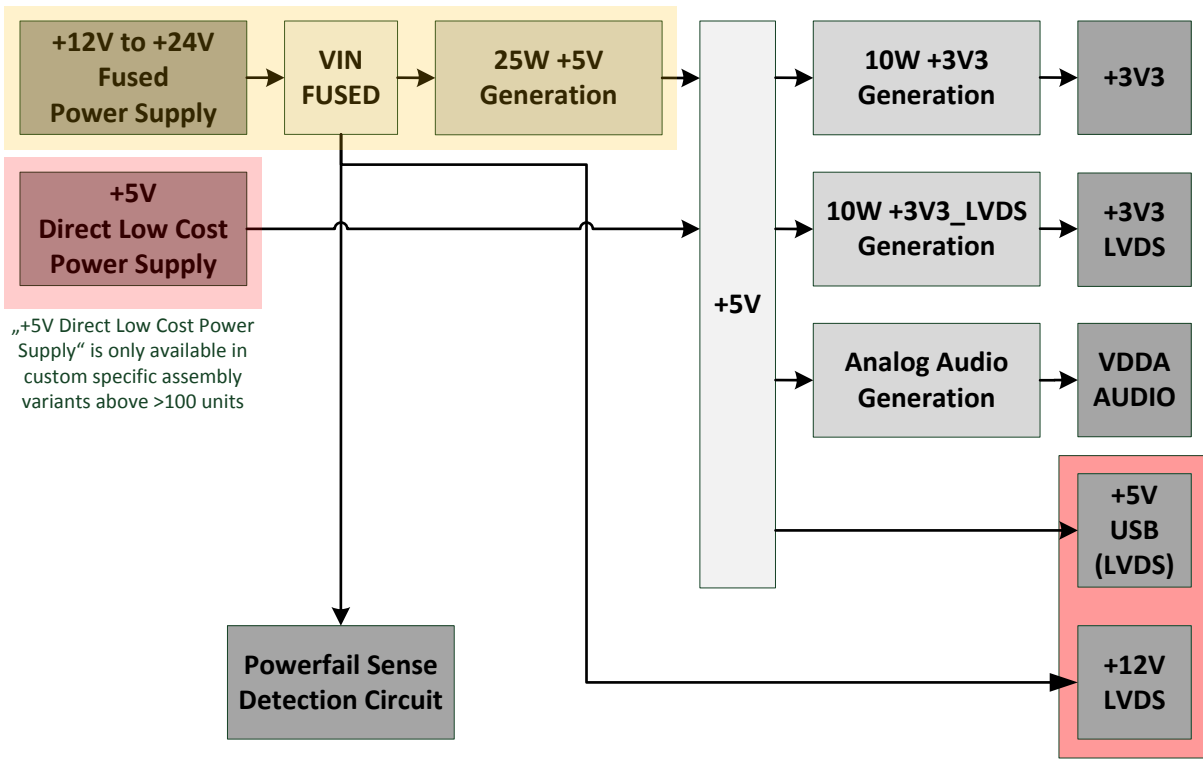 +12V to +24V
Fused
Power Supply
VIN
FUSED
25W +5V
Generation
10W +3V3
Generation
+3V3
+5V
Direct Low Cost
Power Supply
„+5V Direct Low Cost Power
Supply“ is only available in
custom specific assembly
variants above >100 units
+5V
10W +3V3_LVDS
Generation
+3V3
LVDS
Analog Audio
Generation
VDDA
AUDIO
+5V
USB
(LVDS)
Powerfail Sense
Detection Circuit
+12V
LVDS